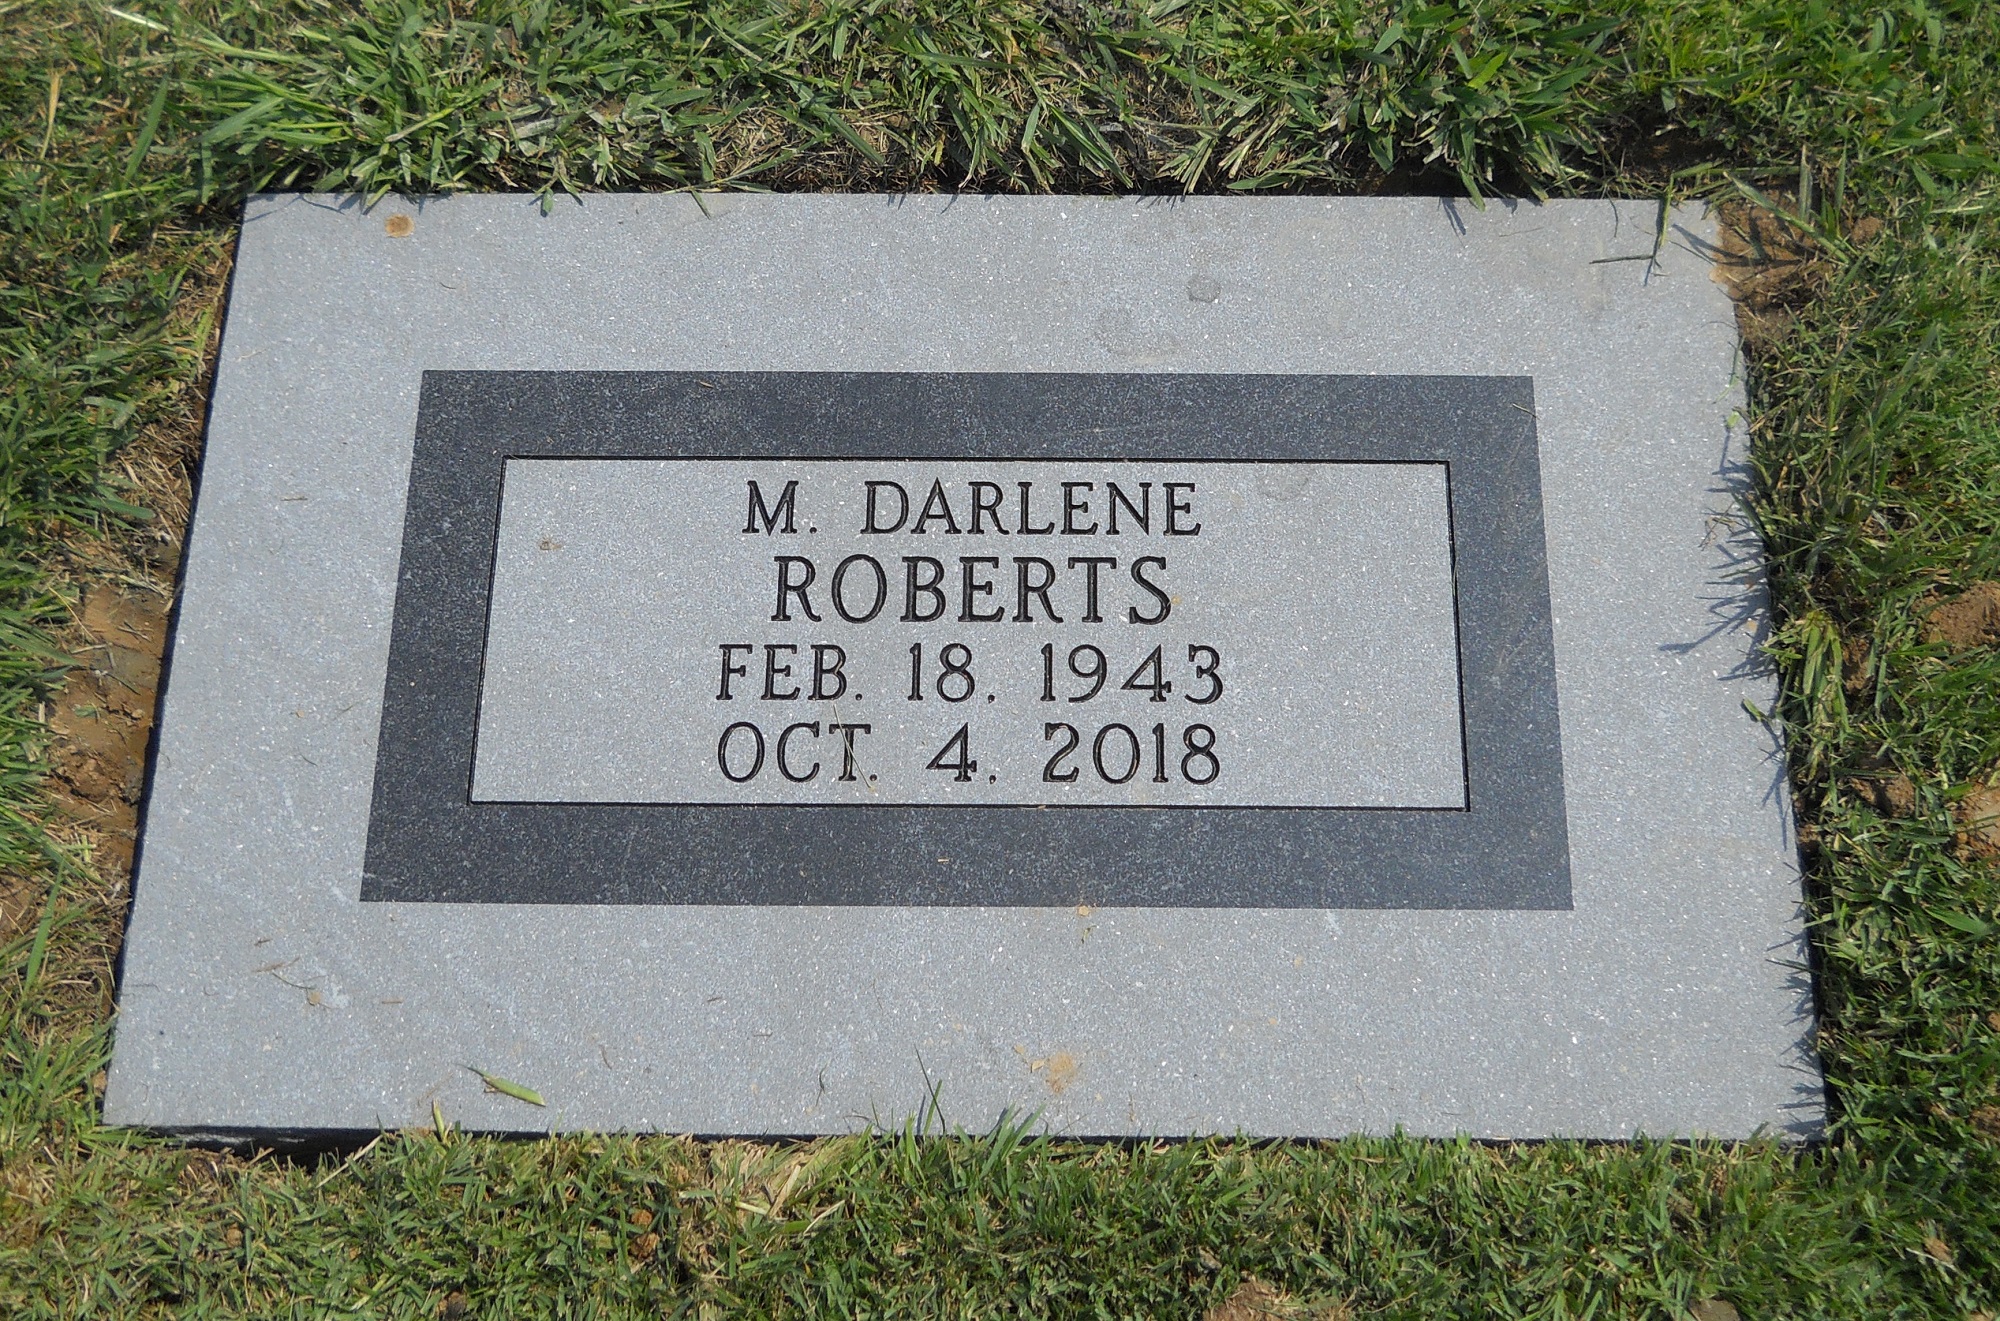 M. DARLENE
ROBERTS
FEB. 18, 1943
OCT. 4, 2018